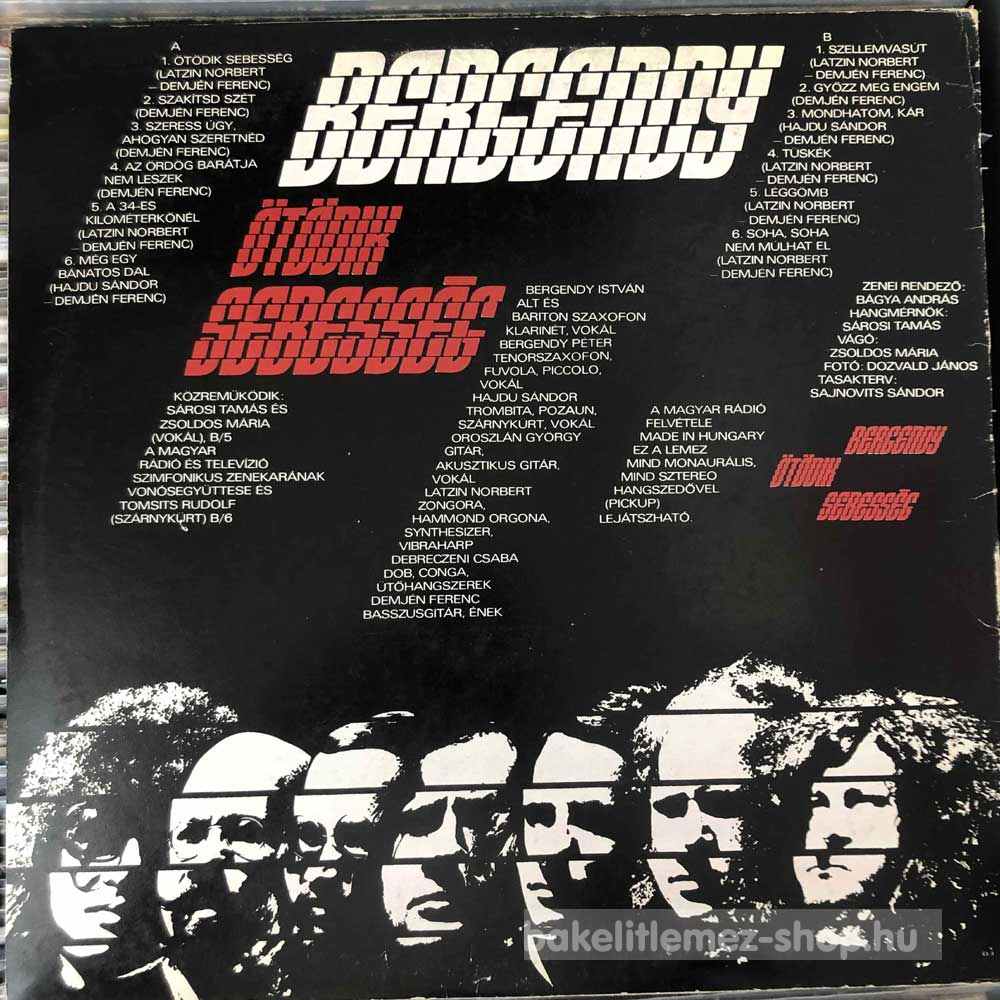 BERGENDY
A
1. ÖTÖDIK SEBESSÉG
(LATZIN NORBERT
– DEMJÉN FERENC)
2. SZAKÍTSD SZÉT
(DEMJÉN FERENC)
3. SZERESS ÚGY,
AHOGYAN SZERETNÉD
(DEMJÉN FERENC)
4. AZ ÖRDÖG BARÁTJA
NEM LESZEK
(DEMJÉN FERENC)
5. A 34-ES
KILOMÉTERKÖNÉL
(LATZIN NORBERT
– DEMJÉN FERENC)
6. MÉG EGY
BÁNATOS DAL
(HAJDU SÁNDOR
– DEMJÉN FERENC)
B
1. SZELLEMVASÚT
(LATZIN NORBERT
– DEMJÉN FERENC)
2. GYÖZZ MEG ENGEM
(DEMJÉN FERENC)
3. MONDHATOM, KÁR
(HAJDU SÁNDOR
– DEMJÉN FERENC)
4. TÜSKÉK
(LATZIN NORBERT
– DEMJÉN FERENC)
5. LÉGGÖMB
(LATZIN NORBERT
– DEMJÉN FERENC)
6. SOHA, SOHA
NEM MÚLHAT EL
(LATZIN NORBERT
– DEMJÉN FERENC)
ÖTÖDIK
SEBESSÉG
KÖZREMÜKÖDIK:
SÁROSI TAMÁS ÉS
ZSOLDOS MÁRIA
(VOKÁL), B/5
A MAGYAR
RÁDIÓ ÉS TELEVÍZIÓ
SZIMFONIKUS ZENEKARÁNAK
VONÓSEGYÜTTESE ÉS
TOMSITS RUDOLF
(SZÁRNYKÜRT) B/6
BERGENDY ISTVÁN
ALT ÉS
BARITON SZAXOFON
KLARINÉT, VOKÁL
BERGENDY PÉTER
TENORSZAXOFON,
FUVOLA, PICCOLO,
VOKÁL
HAJDU SÁNDOR
TROMBITA, POZAUN,
SZÁRNYKÜRT, VOKÁL
OROSZLÁN GYÖRGY
GITÁR,
AKUSZTIKUS GITÁR,
VOKÁL
LATZIN NORBERT
ZONGORA,
HAMMOND ORGONA,
SYNTHESIZER,
VIBRAHARP
DEBRECZENI CSABA
DOB, CONGA,
ÜTÖHANGSZEREK
DEMJÉN FERENC
BASSZUSGITÁR, ÉNEK
A MAGYAR RÁDIÓ
FELVÉTELE
MADE IN HUNGARY
EZ A LEMEZ
MIND MONAURÁLIS,
MIND SZTEREO
HANGSZEDÖVEL
(PICKUP)
LEJÁTSZHATÓ.
ZENEI RENDEZÖ:
BÁGYA ANDRÁS
HANGMÉRNÖK:
SÁROSI TAMÁS
VÁGÓ:
ZSOLDOS MÁRIA
FOTÓ: DOZVALD JÁNOS
TASAKTERV:
SAJNOVITS SÁNDOR
BERGENDY
ÖTÖDIK
SEBESSÉG
bakelitlemez-shop.hu